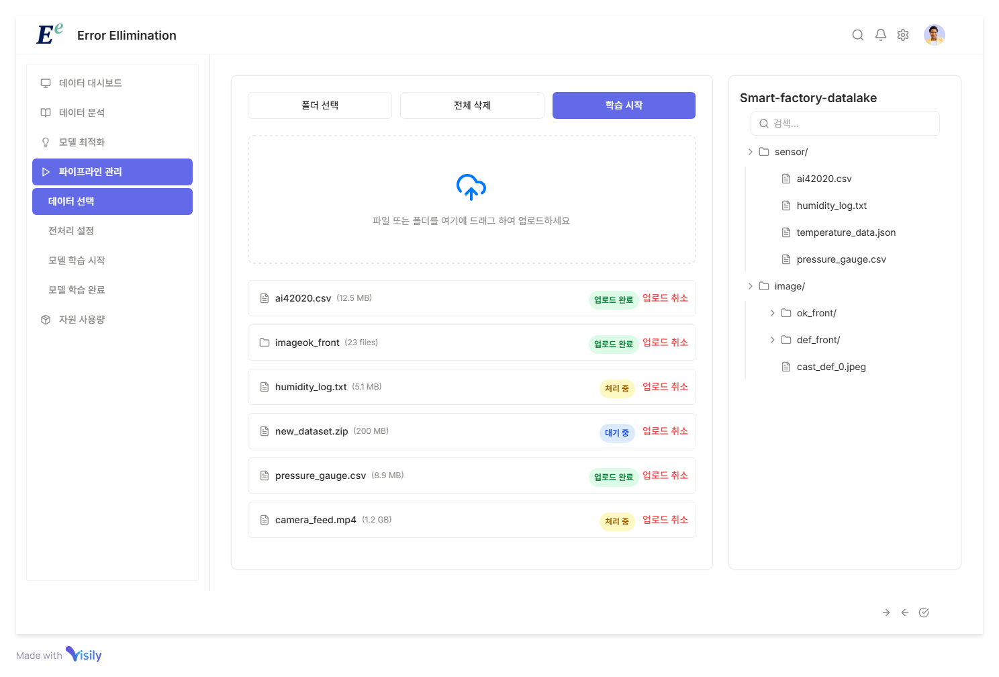 Ee Error Ellimination
데이터 대시보드
데이터 분석
모델 최적화
파이프라인 관리
데이터 선택
전처리 설정
모델 학습 시작
모델 학습 완료
자원 사용량
폴더 선택 전체 삭제 학습 시작
파일 또는 폴더를 여기에 드래그 하여 업로드하세요
ai42020.csv (12.5 MB) 업로드 완료 업로드 취소
imageok_front (23 files) 업로드 완료 업로드 취소
humidity_log.txt (5.1 MB) 처리 중 업로드 취소
new_dataset.zip (200 MB) 대기 중 업로드 취소
pressure_gauge.csv (8.9 MB) 업로드 완료 업로드 취소
camera_feed.mp4 (1.2 GB) 처리 중 업로드 취소
Smart-factory-datalake
검색...
sensor/
ai42020.csv
humidity_log.txt
temperature_data.json
pressure_gauge.csv
image/
ok_front/
def_front/
cast_def_0.jpeg
Made with Visily